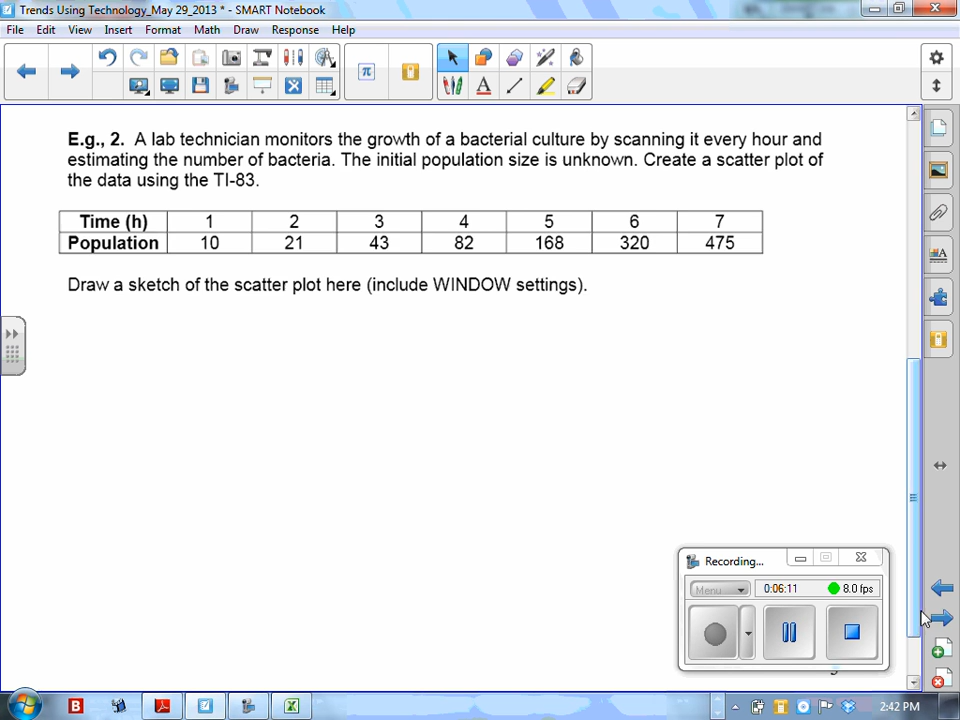 Trends Using Technology_May 29_2013 * - SMART Notebook
File Edit View Insert Format Math Draw Response Help
E.g., 2. A lab technician monitors the growth of a bacterial culture by scanning it every hour and
estimating the number of bacteria. The initial population size is unknown. Create a scatter plot of
the data using the TI-83.
Time (h) 1 2 3 4 5 6 7
Population 10 21 43 82 168 320 475
Draw a sketch of the scatter plot here (include WINDOW settings).
Recording...
Menu 0:06:11 8.0 fps
2:42 PM